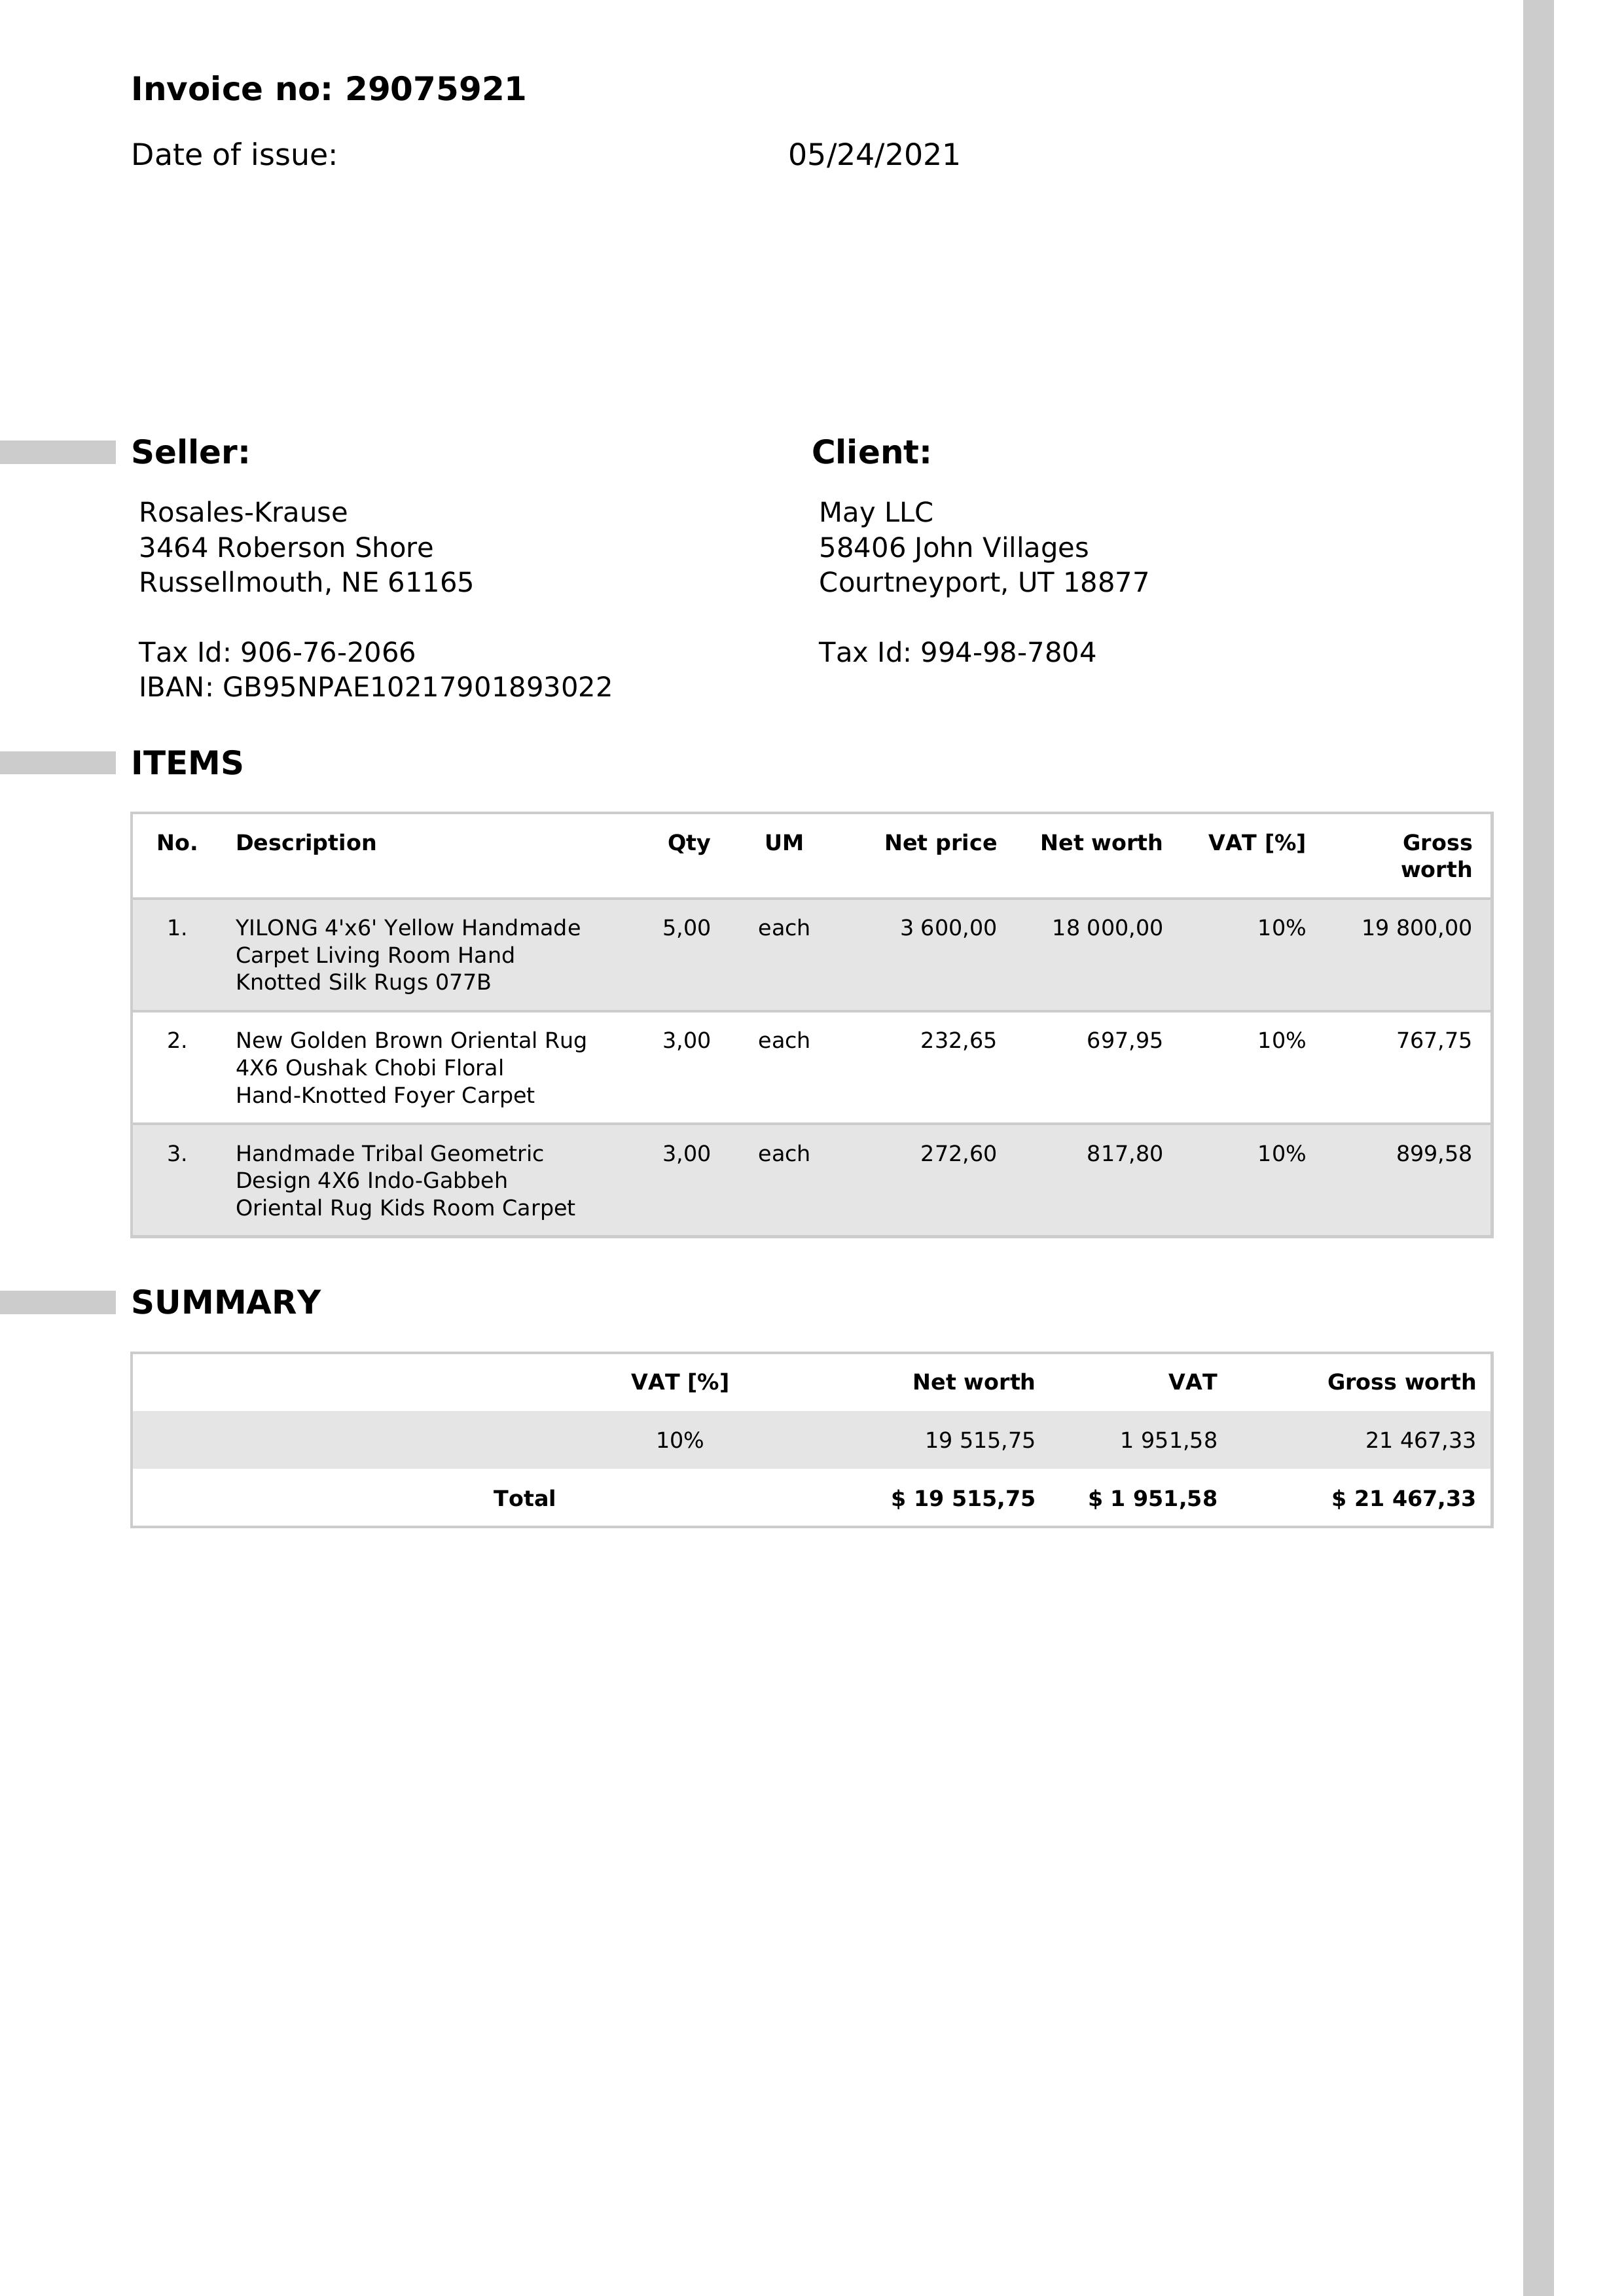 Invoice no: 29075921
Date of issue: 05/24/2021
Seller: Client:
Rosales-Krause May LLC
3464 Roberson Shore 58406 John Villages
Russellmouth, NE 61165 Courtneyport, UT 18877
Tax Id: 906-76-2066 Tax Id: 994-98-7804
IBAN: GB95NPAE10217901893022
ITEMS
No. Description Qty UM Net price Net worth VAT [%] Gross
worth
1. YILONG 4'x6' Yellow Handmade 5,00 each 3 600,00 18 000,00 10% 19 800,00
Carpet Living Room Hand
Knotted Silk Rugs 077B
2. New Golden Brown Oriental Rug 3,00 each 232,65 697,95 10% 767,75
4X6 Oushak Chobi Floral
Hand-Knotted Foyer Carpet
3. Handmade Tribal Geometric 3,00 each 272,60 817,80 10% 899,58
Design 4X6 Indo-Gabbeh
Oriental Rug Kids Room Carpet
SUMMARY
VAT [%] Net worth VAT Gross worth
10% 19 515,75 1 951,58 21 467,33
Total $ 19 515,75 $ 1 951,58 $ 21 467,33